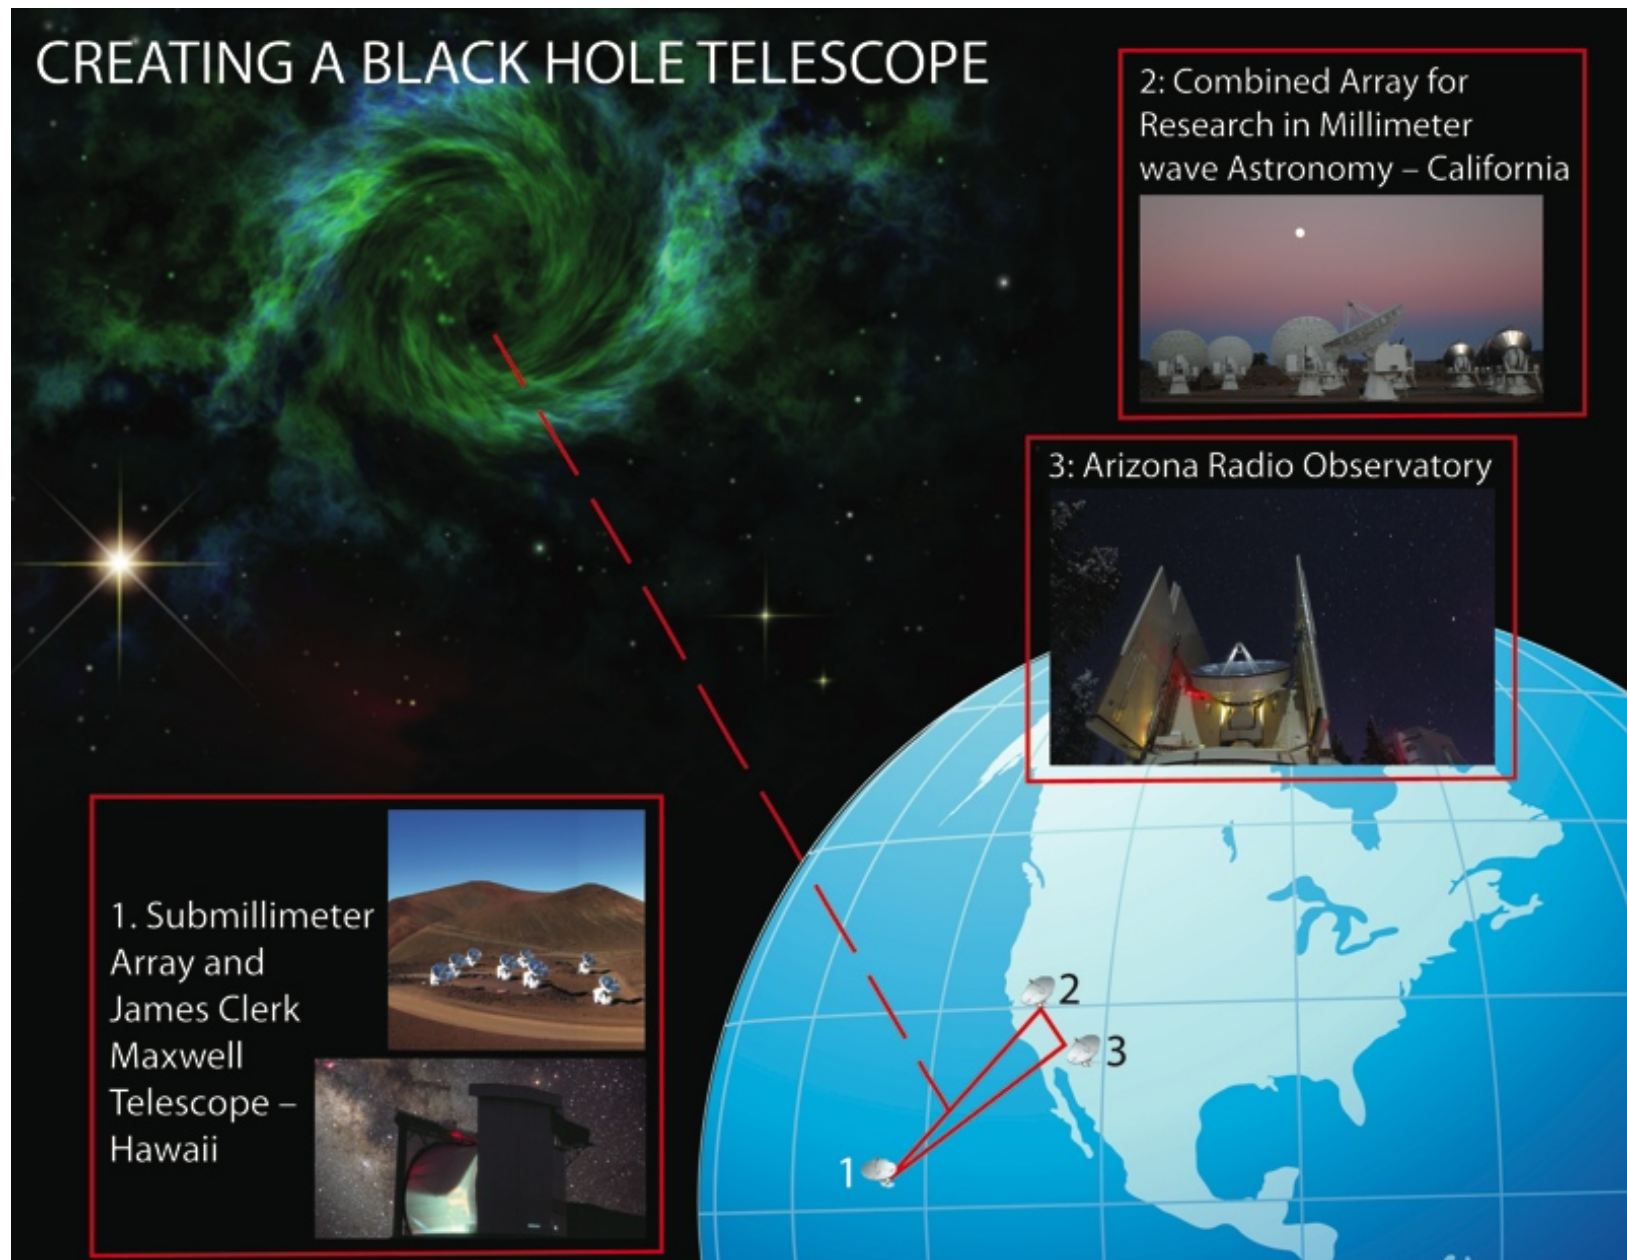 CREATING A BLACK HOLE TELESCOPE
2: Combined Array for
Research in Millimeter
wave Astronomy – California
3: Arizona Radio Observatory
1. Submillimeter
Array and
James Clerk
Maxwell
Telescope –
Hawaii
2
3
1